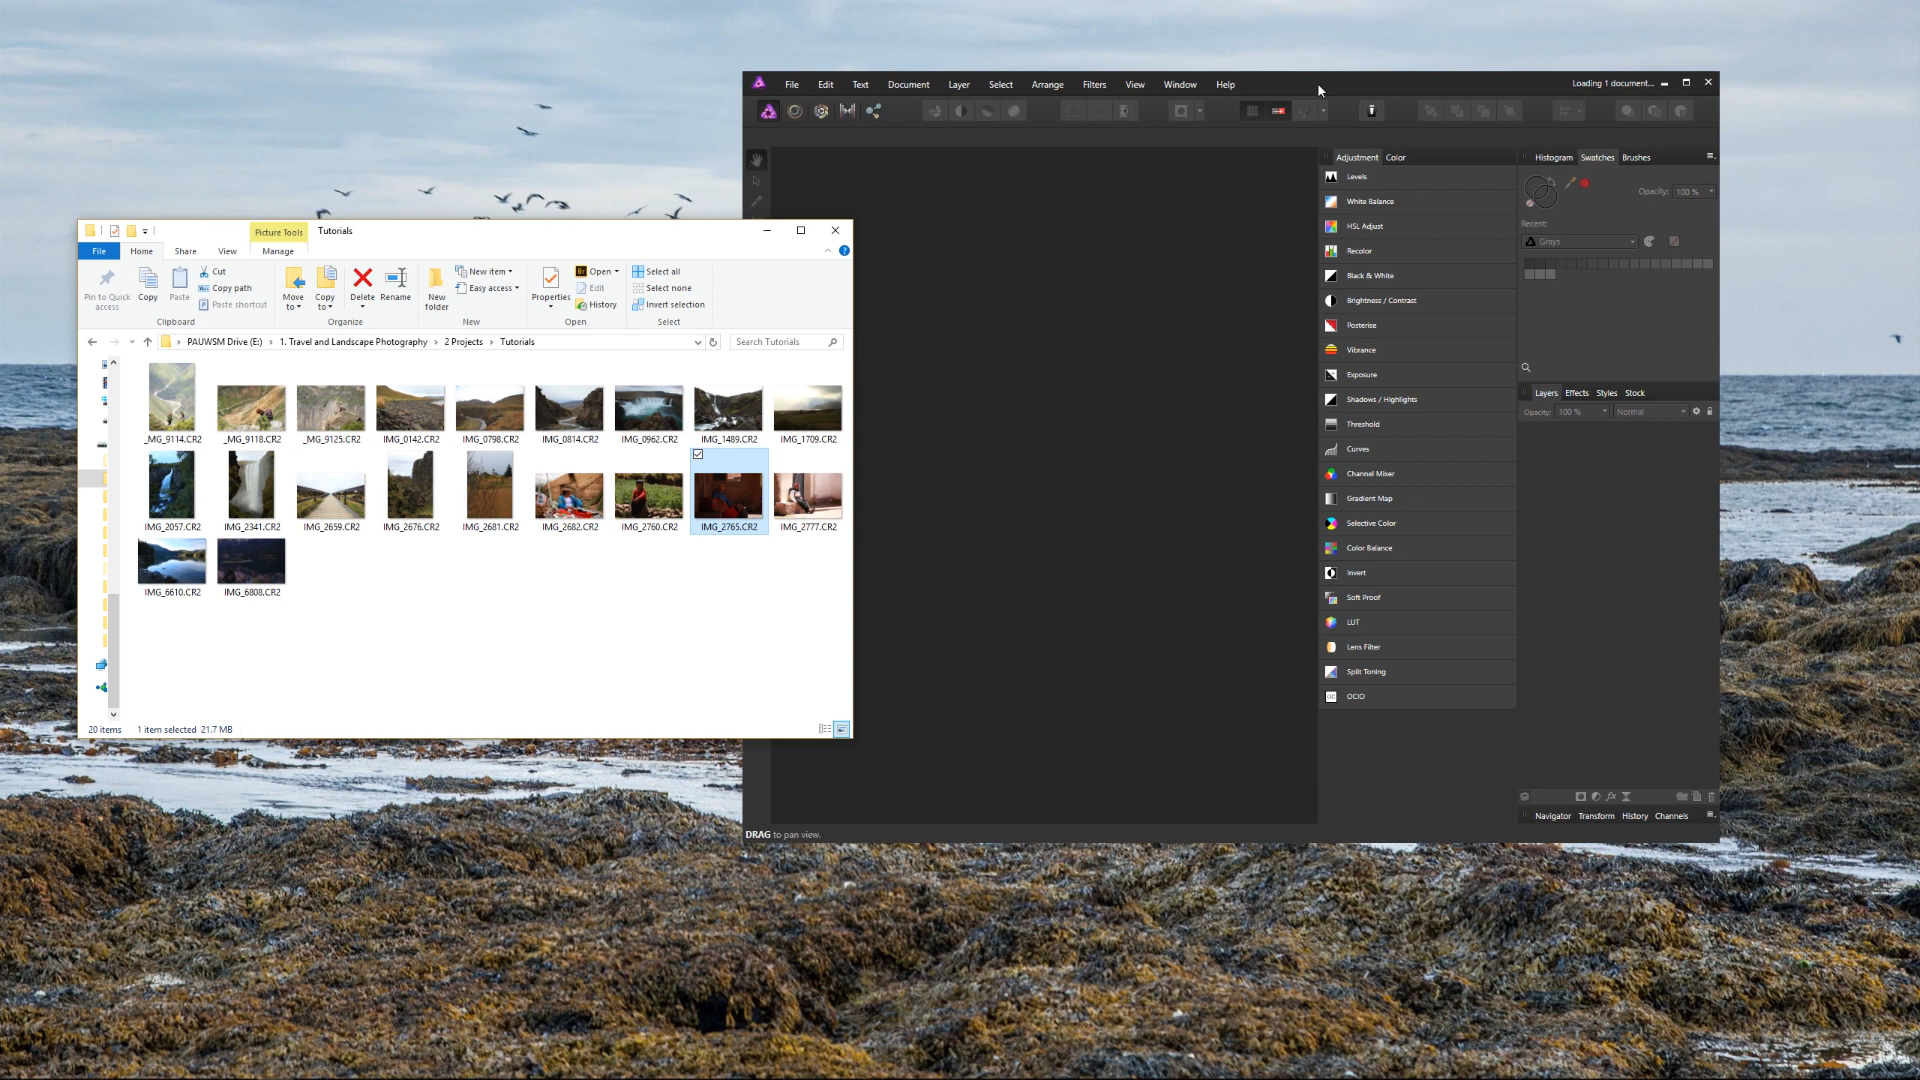 File Edit Text Document Layer Select Arrange Filters View Window Help
Loading 1 document...
Adjustment Color
Levels
White Balance
HSL Adjust
Recolor
Black & White
Brightness / Contrast
Posterise
Vibrance
Exposure
Shadows / Highlights
Threshold
Curves
Channel Mixer
Gradient Map
Selective Color
Color Balance
Invert
Soft Proof
LUT
Lens Filter
Split Toning
OCIO
Histogram Swatches Brushes
Opacity: 100 %
Recent:
Grays
Layers Effects Styles Stock
Opacity: 100 % Normal
fx
Navigator Transform History Channels
DRAG to pan view.
Picture Tools Tutorials
File Home Share View Manage
Pin to Quick access
Copy
Paste
Cut
Copy path
Paste shortcut
Clipboard
Move to
Copy to
Delete
Rename
Organize
New folder
New item
Easy access
New
Properties
Open
Edit
History
Open
Select all
Select none
Invert selection
Select
PAUWSM Drive (E:) › 1. Travel and Landscape Photography › 2 Projects › Tutorials
Search Tutorials
_MG_9114.CR2 _MG_9118.CR2 _MG_9125.CR2 IMG_0142.CR2 IMG_0798.CR2 IMG_0814.CR2 IMG_0962.CR2 IMG_1489.CR2 IMG_1709.CR2
IMG_2057.CR2 IMG_2341.CR2 IMG_2659.CR2 IMG_2676.CR2 IMG_2681.CR2 IMG_2682.CR2 IMG_2760.CR2 IMG_2765.CR2 IMG_2777.CR2
IMG_6610.CR2 IMG_6808.CR2
20 items 1 item selected 21.7 MB